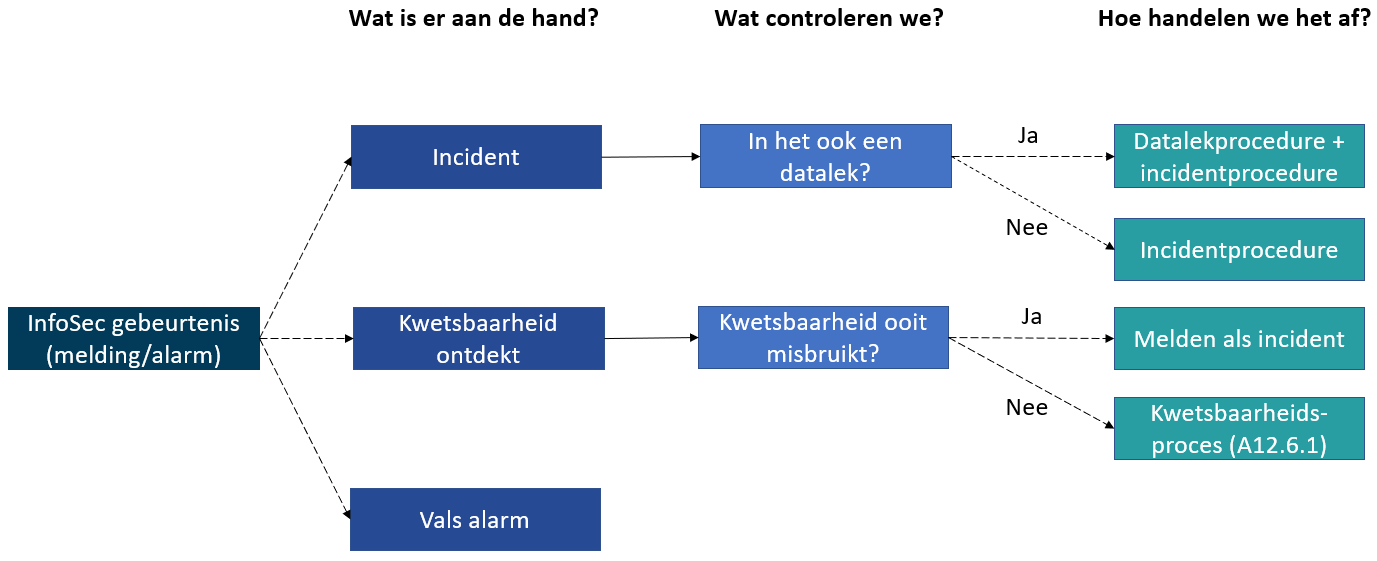 Wat is er aan de hand?
Wat controleren we?
Hoe handelen we het af?
Incident
In het ook een
datalek?
Ja
Datalekprocedure +
incidentprocedure
Nee
Incidentprocedure
InfoSec gebeurtenis
(melding/alarm)
Kwetsbaarheid
ontdekt
Kwetsbaarheid ooit
misbruikt?
Ja
Melden als incident
Nee
Kwetsbaarheids-
proces (A12.6.1)
Vals alarm